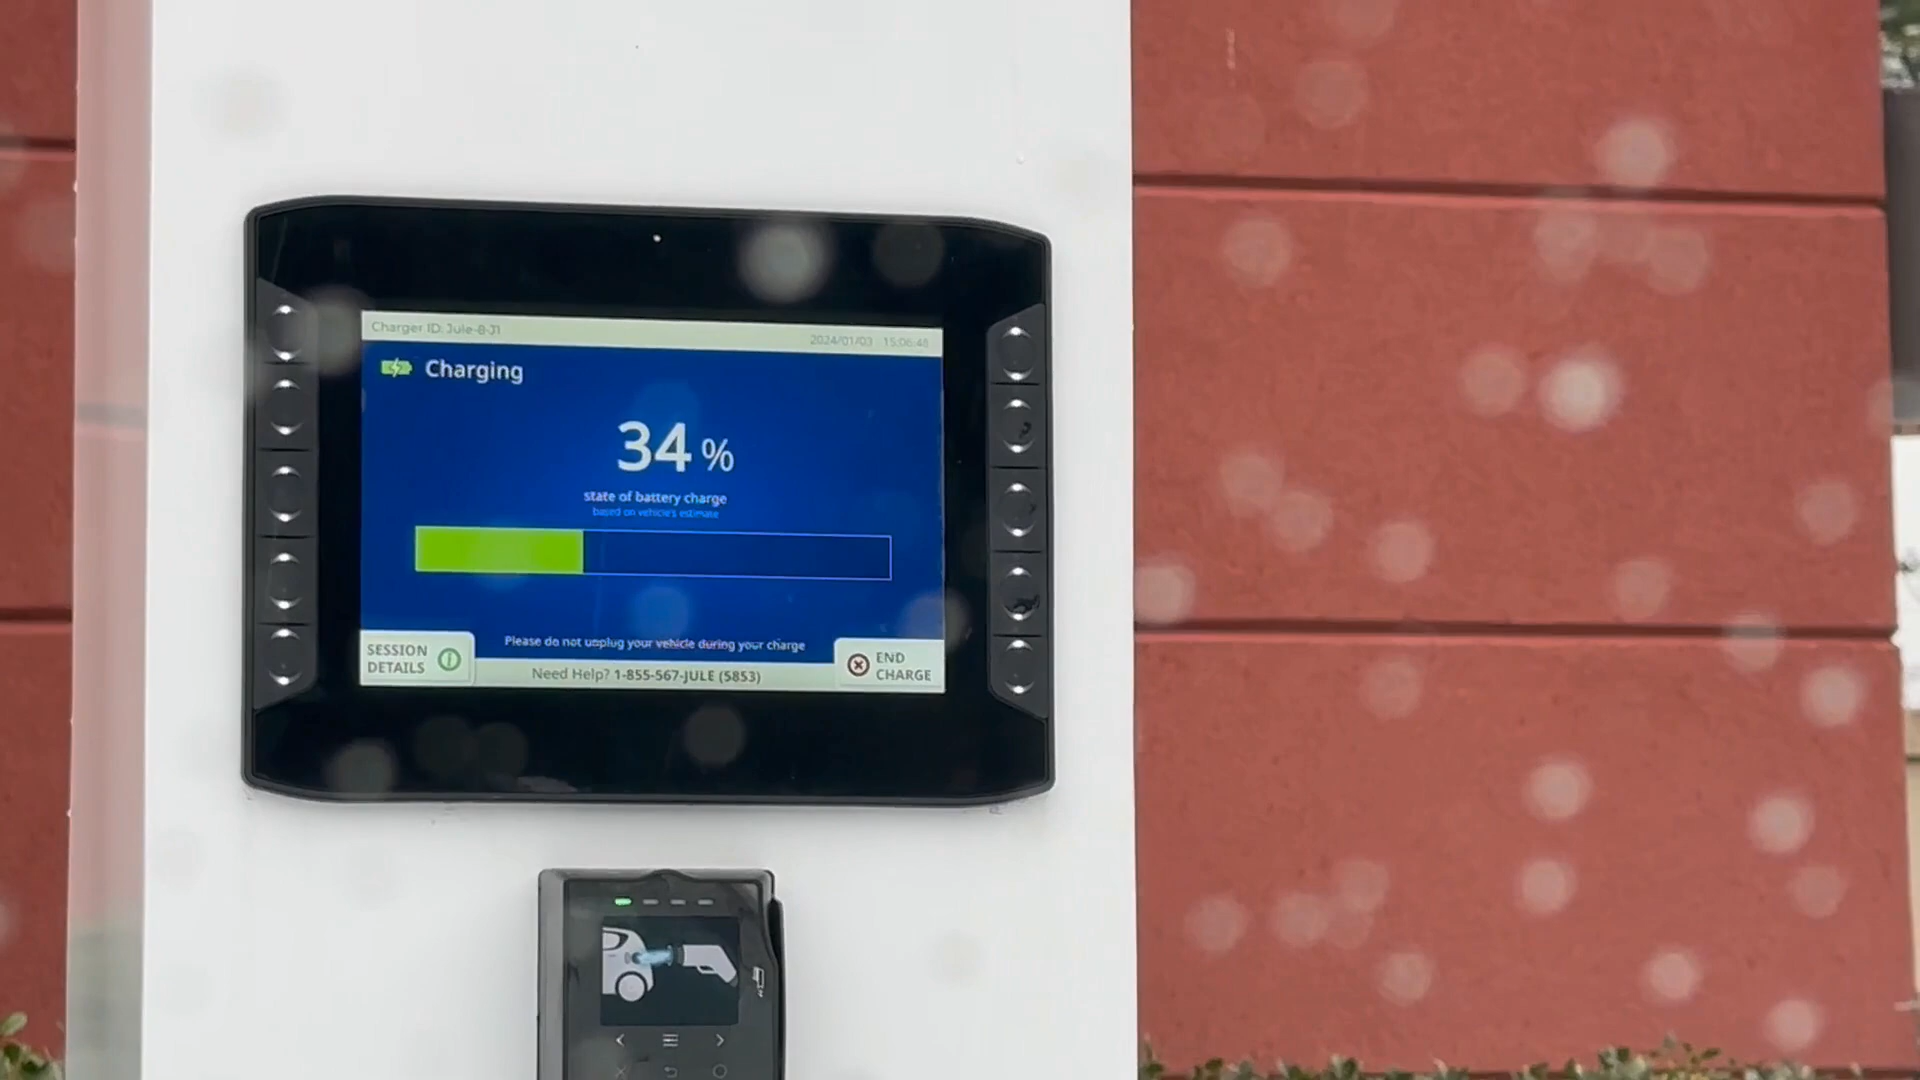 Charger ID: Jule-8-J1
2024/01/03 15:06:48
Charging
34 %
state of battery charge
based on vehicle's estimate
Please do not unplug your vehicle during your charge
SESSION
DETAILS
Need Help? 1-855-567-JULE (5853)
END
CHARGE